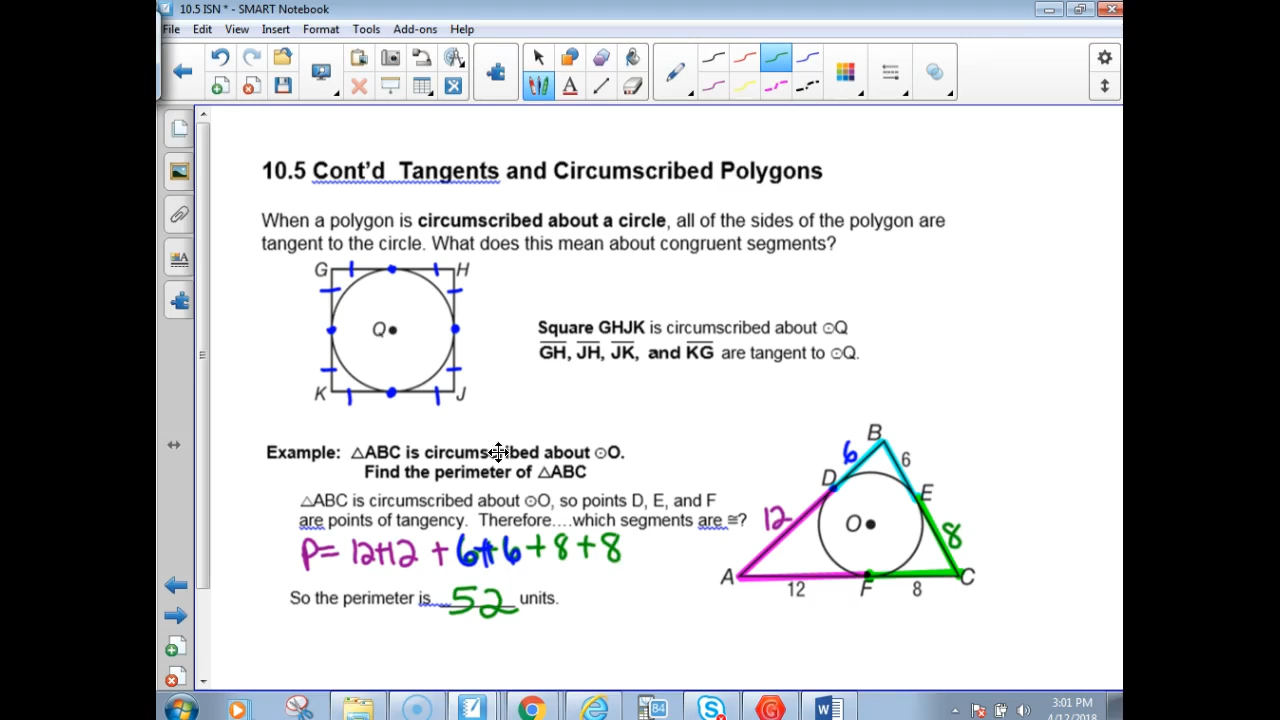 10.5 ISN * - SMART Notebook
File Edit View Insert Format Tools Add-ons Help
10.5 Cont'd Tangents and Circumscribed Polygons
When a polygon is circumscribed about a circle, all of the sides of the polygon are
tangent to the circle. What does this mean about congruent segments?
G H
Q
K J
Square GHJK is circumscribed about ⊙Q
GH, JH, JK, and KG are tangent to ⊙Q.
Example: △ABC is circumscribed about ⊙O.
Find the perimeter of △ABC
△ABC is circumscribed about ⊙O, so points D, E, and F
are points of tangency. Therefore....which segments are ≅?
P= 12+12 + 6+6 + 8 + 8
So the perimeter is 52 units.
B
6 6
D E
12 O 8
A F C
12 8
84
3:01 PM
4/12/2018